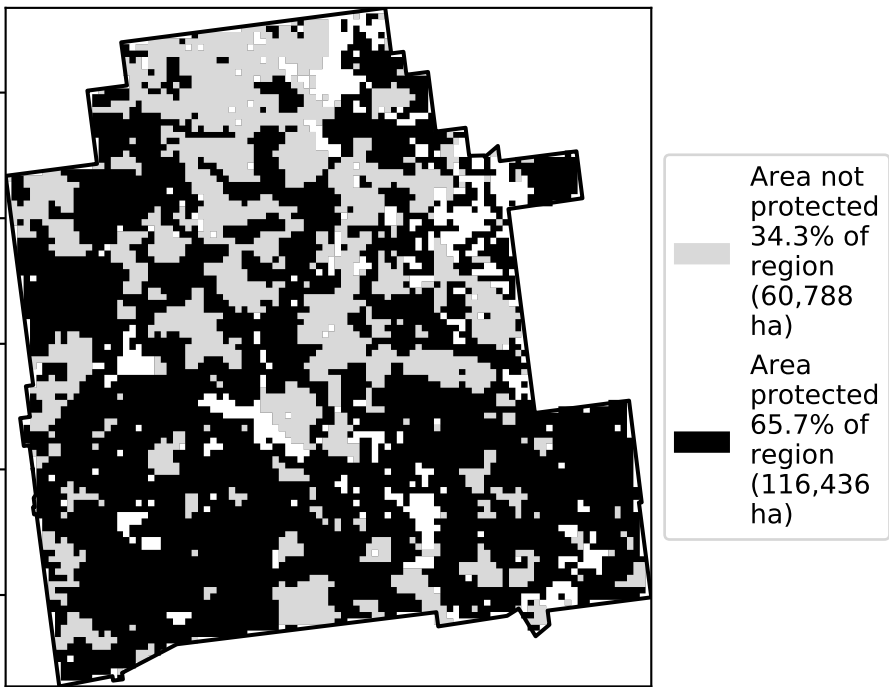 Area not
protected
34.3% of
region
(60,788
ha)
Area
protected
65.7% of
region
(116,436
ha)